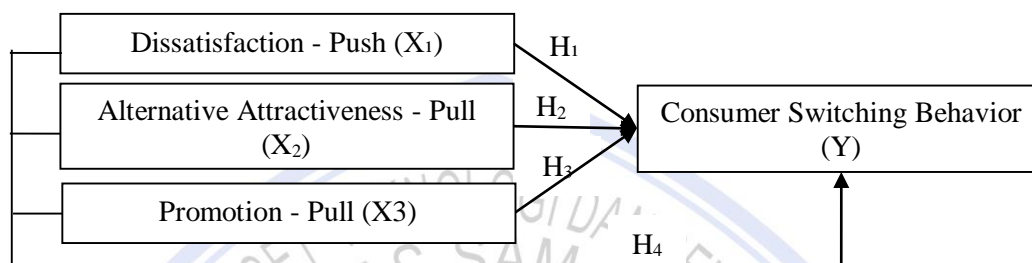 Dissatisfaction - Push (X₁)
H₁
Alternative Attractiveness - Pull
(X₂)
H₂
Consumer Switching Behavior
(Y)
H₃
Promotion - Pull (X3)
H₄